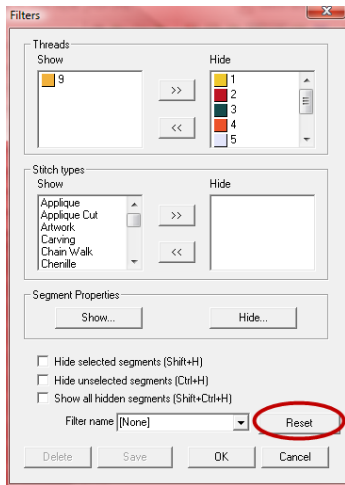 Filters
Threads
Show Hide
9
>>
<<
1
2
3
4
5
Stitch types
Show Hide
Applique
Applique Cut
Artwork
Carving
Chain Walk
Chenille
>>
<<
Segment Properties
Show... Hide...
Hide selected segments (Shift+H)
Hide unselected segments (Ctrl+H)
Show all hidden segments (Shift+Ctrl+H)
Filter name [None] Reset
Delete Save OK Cancel